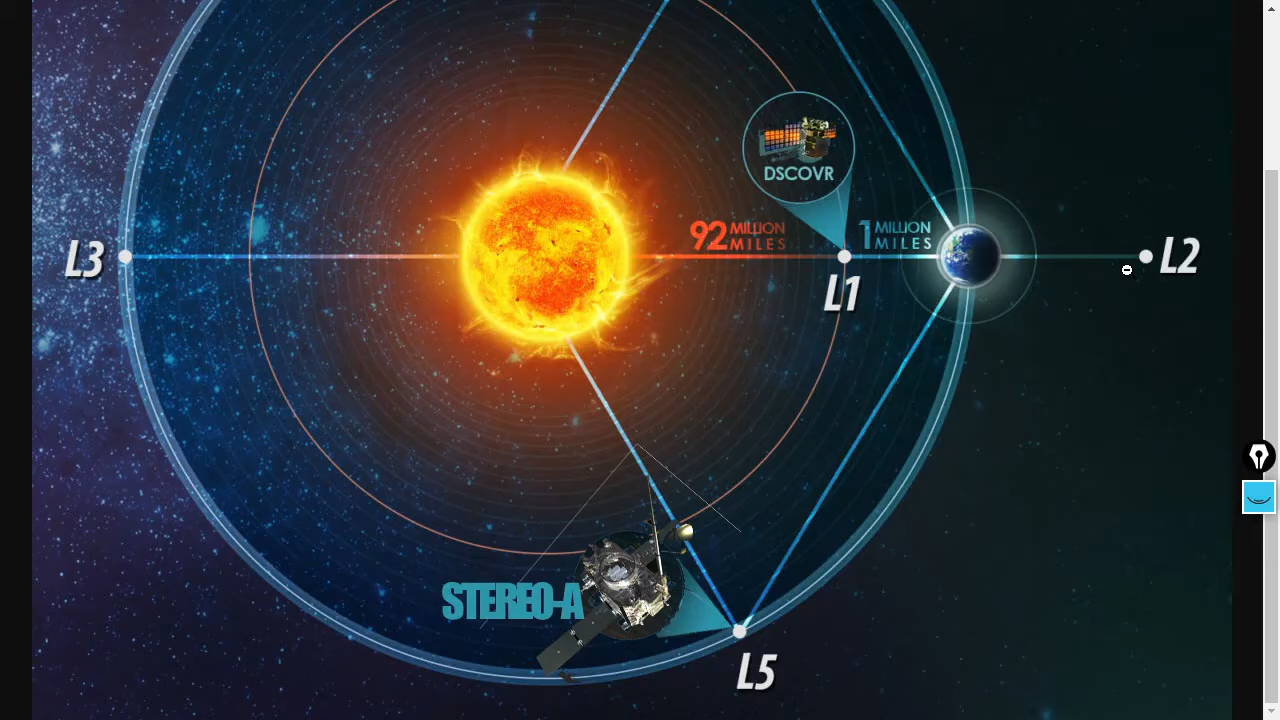 DSCOVR
92 MILLION MILES
1 MILLION MILES
L3
L2
L1
STEREO-A
L5